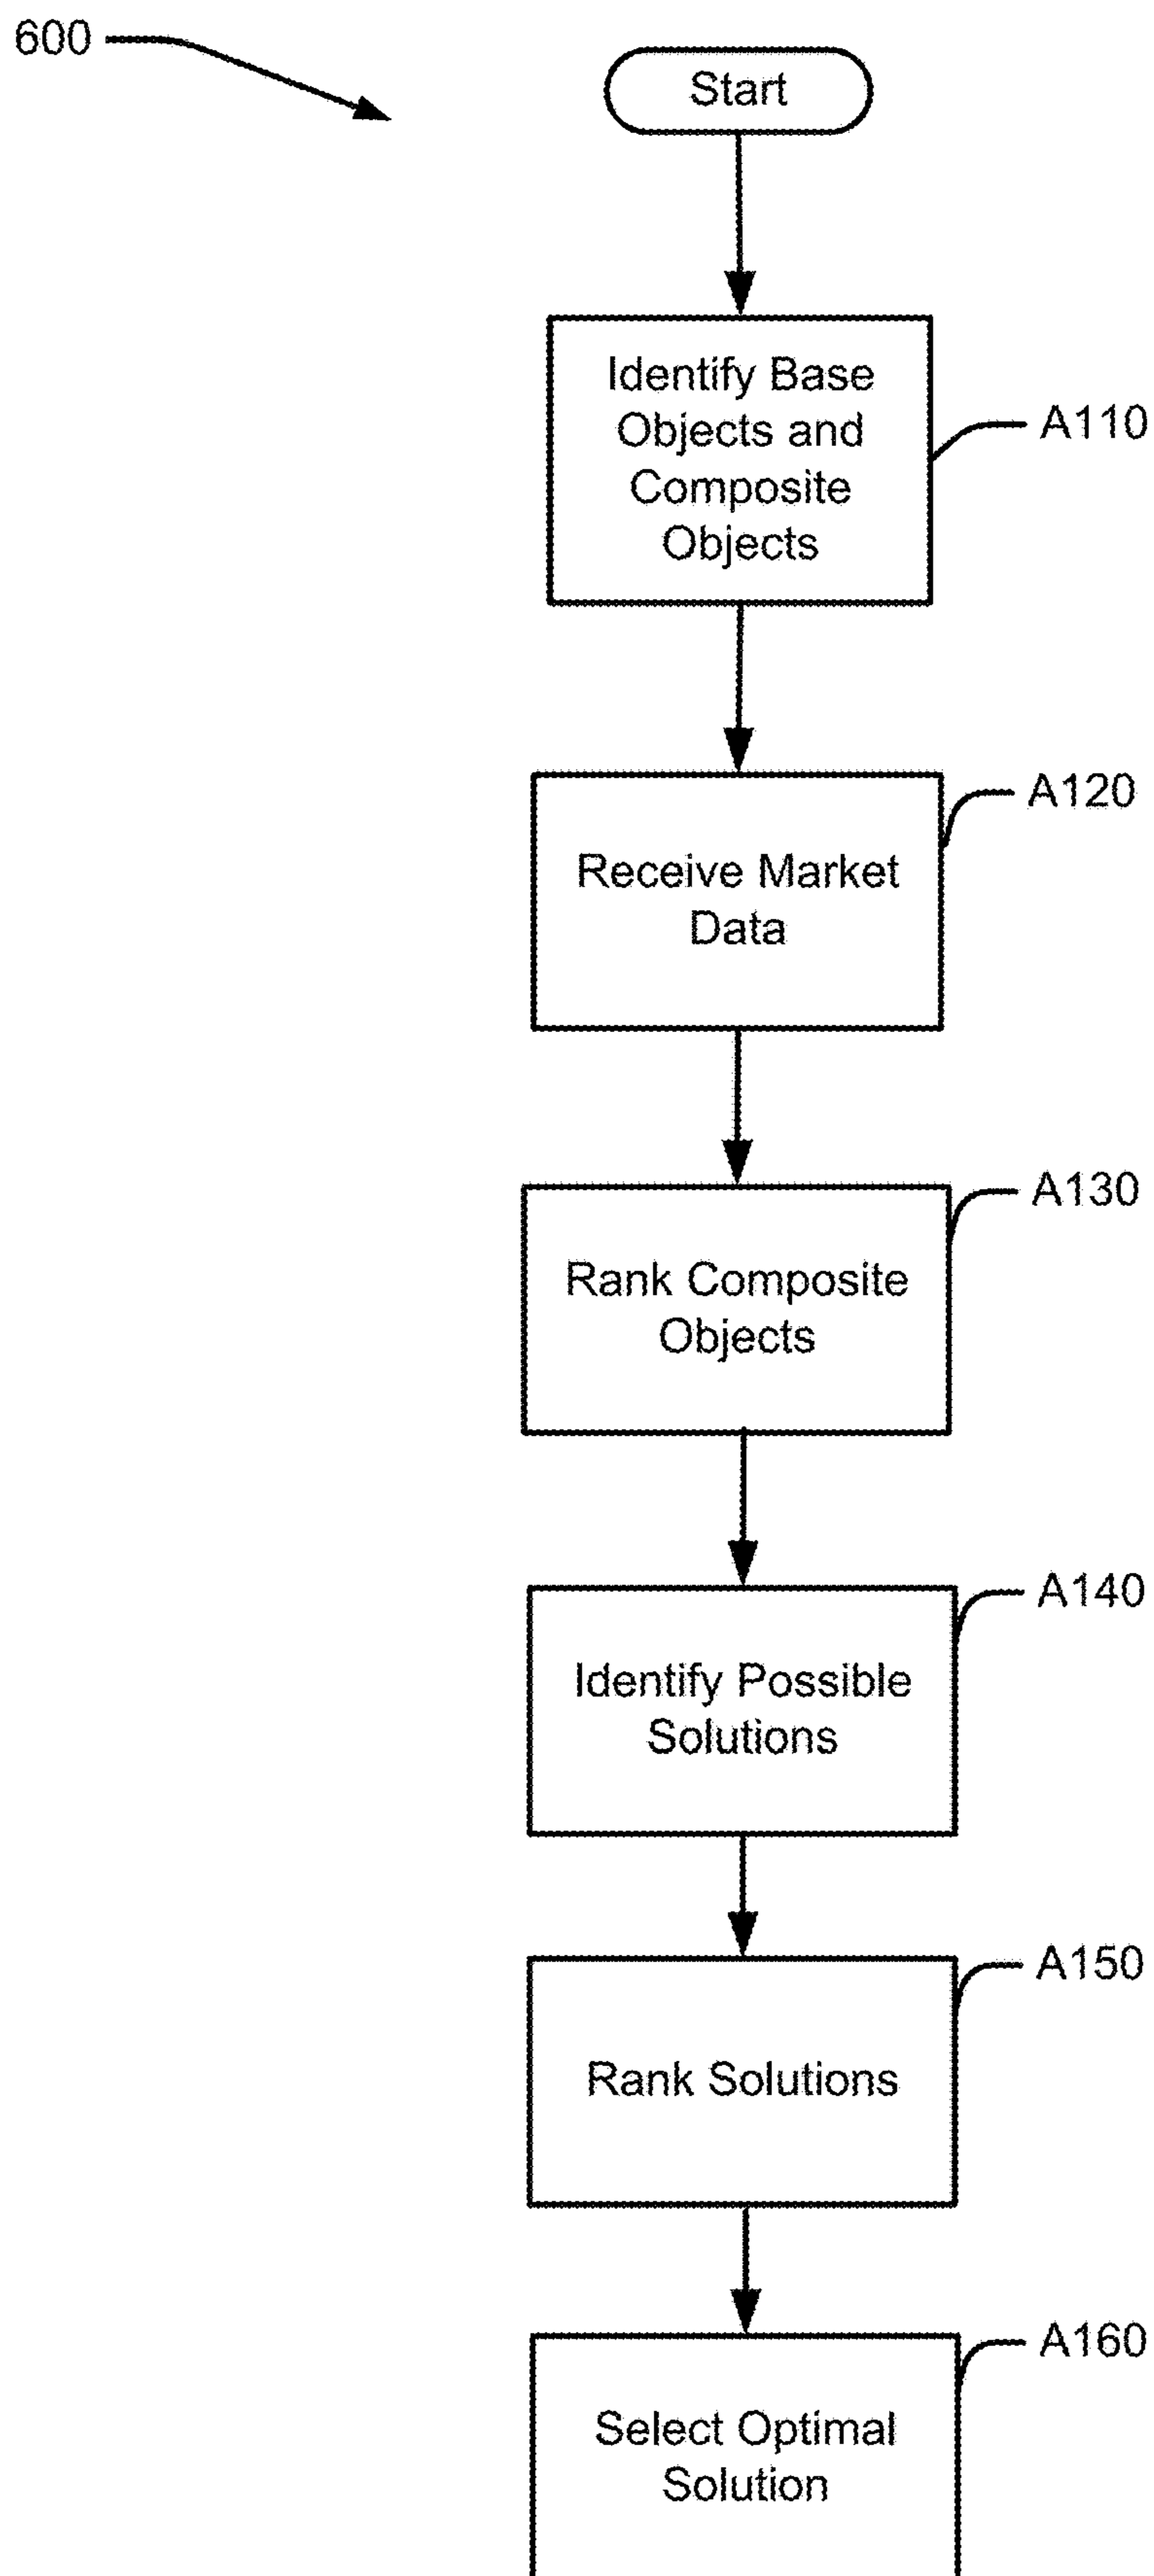 600
Start
Identify Base
Objects and
Composite
Objects
A110
A120
Receive Market
Data
A130
Rank Composite
Objects
A140
Identify Possible
Solutions
A150
Rank Solutions
A160
Select Optimal
Solution